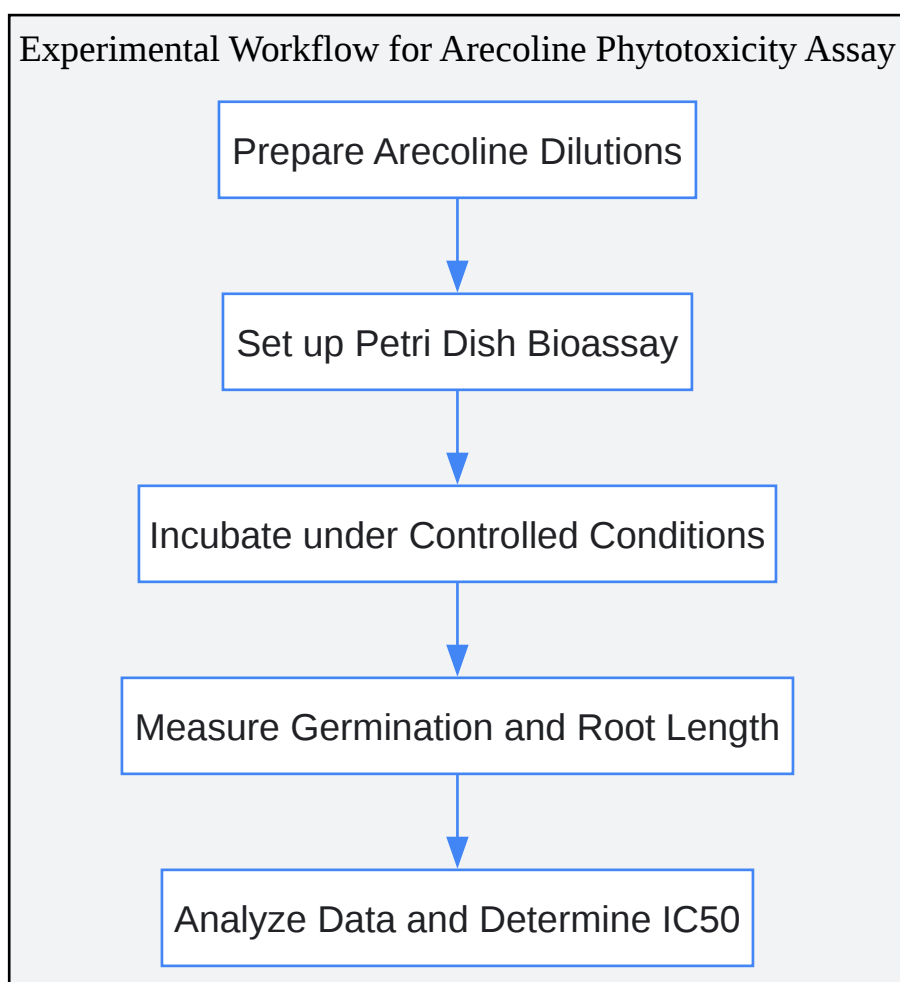 Experimental Workflow for Arecoline Phytotoxicity Assay
Prepare Arecoline Dilutions
Set up Petri Dish Bioassay
Incubate under Controlled Conditions
Measure Germination and Root Length
Analyze Data and Determine IC50